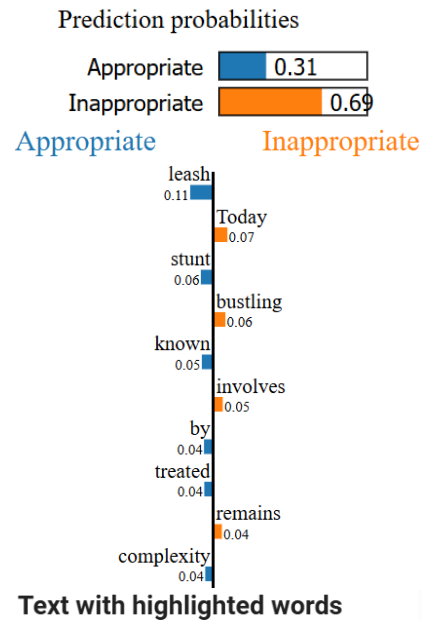 Prediction probabilities
Appropriate 0.31
Inappropriate 0.69
Appropriate Inappropriate
leash
0.11
Today
0.07
stunt
0.06
bustling
0.06
known
0.05
involves
0.05
by
0.04
treated
0.04
remains
0.04
complexity
0.04
Text with highlighted words